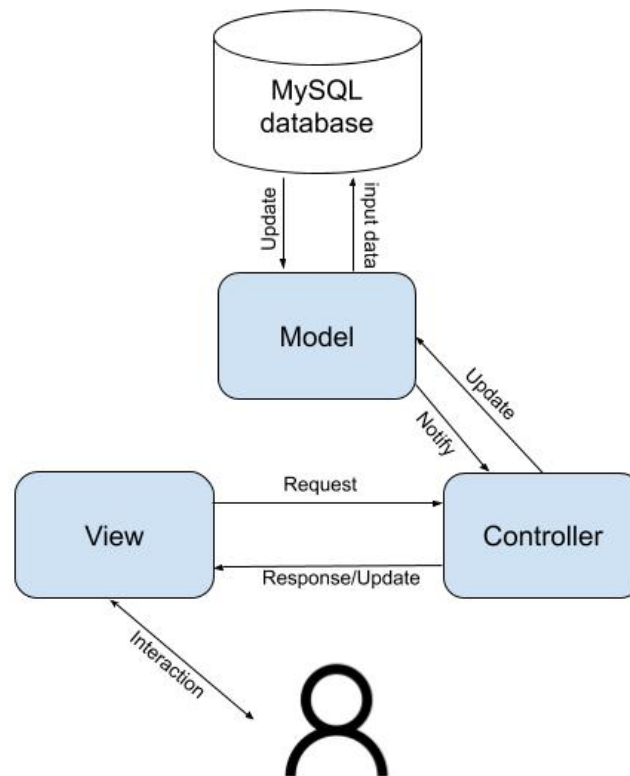 MySQL
database
Update
input data
Model
Update
Notify
Request
View
Controller
Response/Update
Interaction